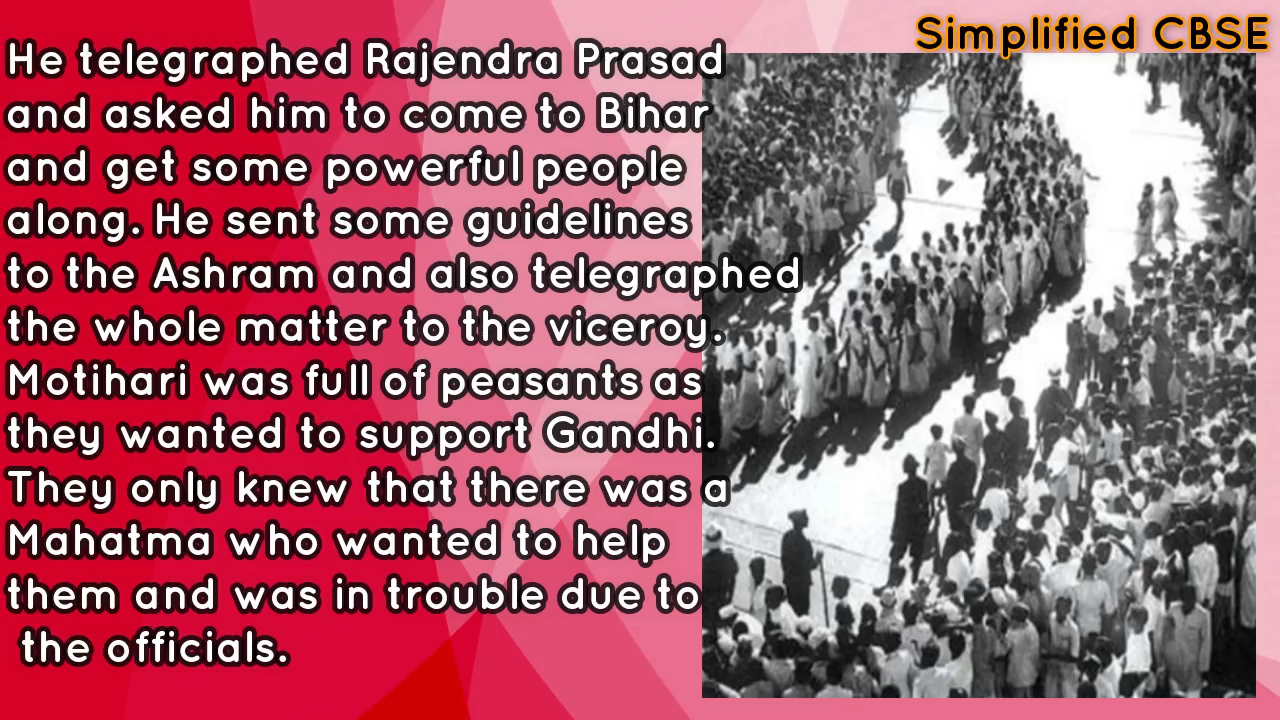 Simplified CBSE
He telegraphed Rajendra Prasad
and asked him to come to Bihar
and get some powerful people
along. He sent some guidelines
to the Ashram and also telegraphed
the whole matter to the viceroy.
Motihari was full of peasants as
they wanted to support Gandhi.
They only knew that there was a
Mahatma who wanted to help
them and was in trouble due to
the officials.